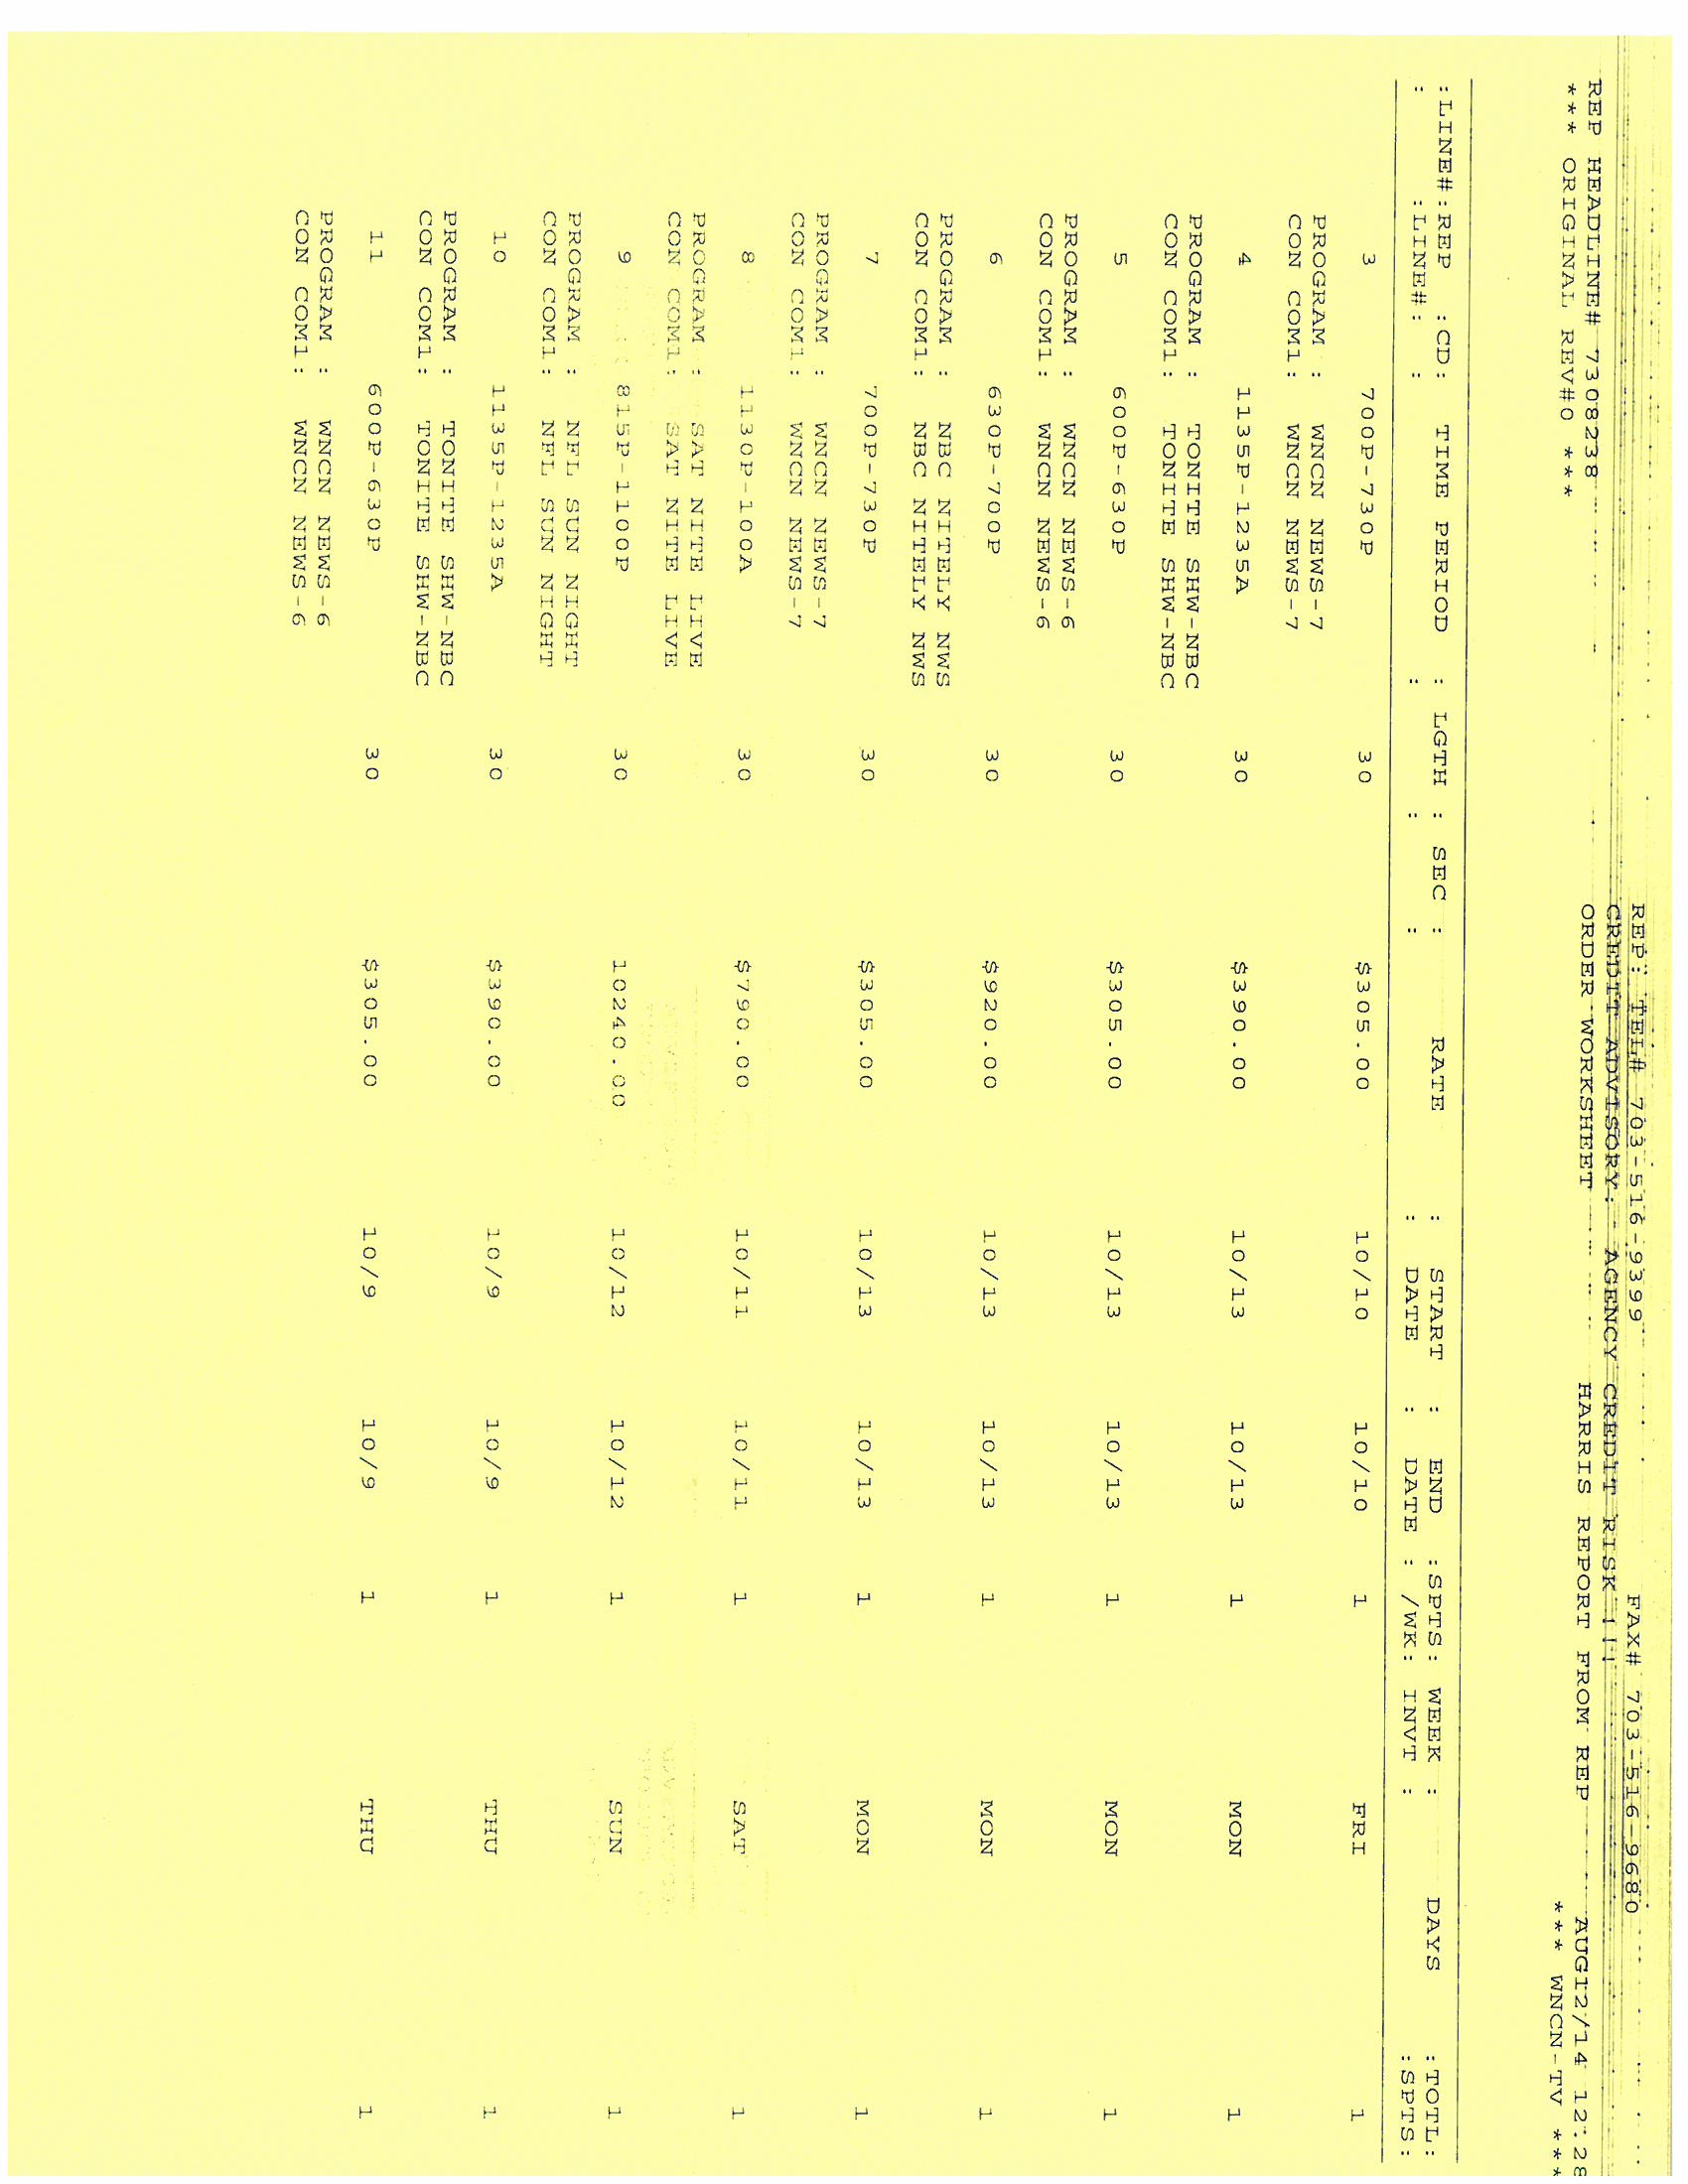 REP: TEL# 703-516-9399 FAX# 703-516-9680
CREDIT ADVISORY: AGENCY CREDIT RISK !!!
REP HEADLINE# 7308238 ORDER WORKSHEET HARRIS REPORT FROM REP AUG12/14 12:28
*** ORIGINAL REV#0 *** *** WNCN-TV ***
:LINE#:REP :CD: TIME PERIOD : LGTH : SEC : RATE : START : END :SPTS: WEEK : DAYS :TOTL:
: :LINE#: : : : : DATE : DATE : /WK: INVT : :SPTS:
3 700P-730P 30 $305.00 10/10 10/10 1 FRI 1
PROGRAM : WNCN NEWS-7
CON COM1: WNCN NEWS-7
4 1135P-1235A 30 $390.00 10/13 10/13 1 MON 1
PROGRAM : TONITE SHW-NBC
CON COM1: TONITE SHW-NBC
5 600P-630P 30 $305.00 10/13 10/13 1 MON 1
PROGRAM : WNCN NEWS-6
CON COM1: WNCN NEWS-6
6 630P-700P 30 $920.00 10/13 10/13 1 MON 1
PROGRAM : NBC NITELY NWS
CON COM1: NBC NITELY NWS
7 700P-730P 30 $305.00 10/13 10/13 1 MON 1
PROGRAM : WNCN NEWS-7
CON COM1: WNCN NEWS-7
8 1130P-100A 30 $790.00 10/11 10/11 1 SAT 1
PROGRAM : SAT NITE LIVE
CON COM1: SAT NITE LIVE
9 815P-1100P 30 10240.00 10/12 10/12 1 SUN 1
PROGRAM : NFL SUN NIGHT
CON COM1: NFL SUN NIGHT
10 1135P-1235A 30 $390.00 10/9 10/9 1 THU 1
PROGRAM : TONITE SHW-NBC
CON COM1: TONITE SHW-NBC
11 600P-630P 30 $305.00 10/9 10/9 1 THU 1
PROGRAM : WNCN NEWS-6
CON COM1: WNCN NEWS-6